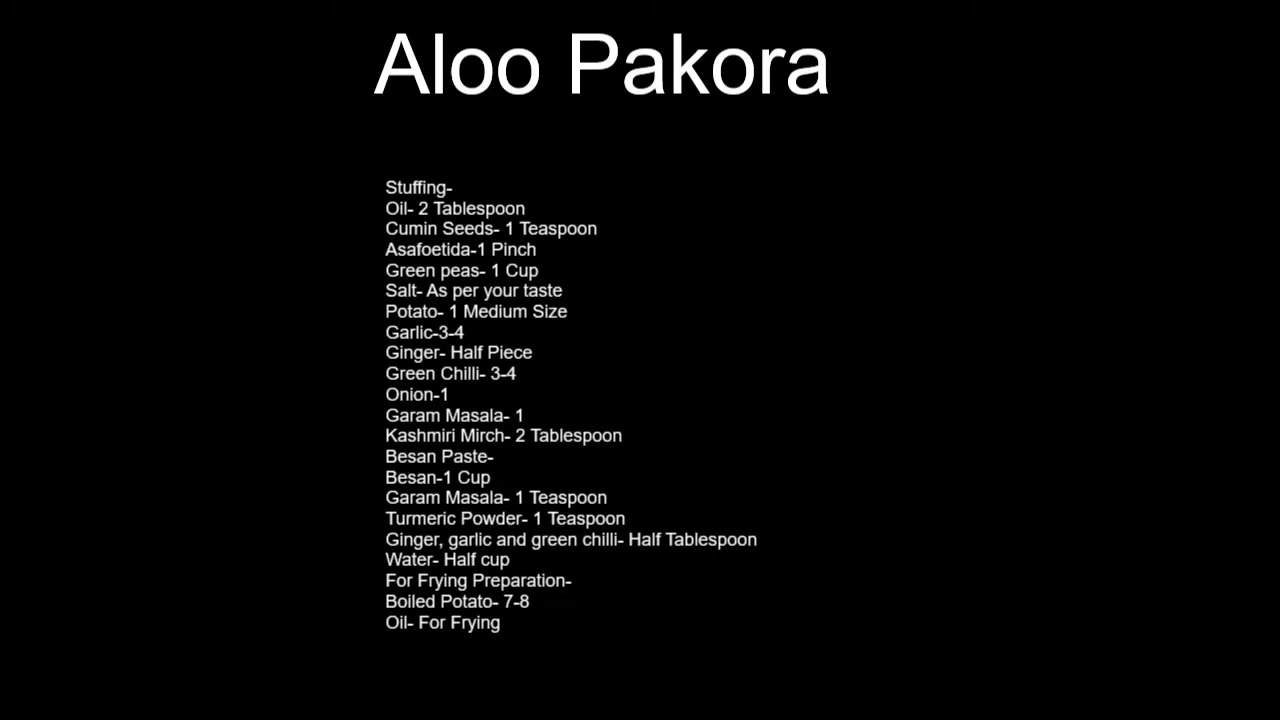 Aloo Pakora
Stuffing-
Oil- 2 Tablespoon
Cumin Seeds- 1 Teaspoon
Asafoetida-1 Pinch
Green peas- 1 Cup
Salt- As per your taste
Potato- 1 Medium Size
Garlic-3-4
Ginger- Half Piece
Green Chilli- 3-4
Onion-1
Garam Masala- 1
Kashmiri Mirch- 2 Tablespoon
Besan Paste-
Besan-1 Cup
Garam Masala- 1 Teaspoon
Turmeric Powder- 1 Teaspoon
Ginger, garlic and green chilli- Half Tablespoon
Water- Half cup
For Frying Preparation-
Boiled Potato- 7-8
Oil- For Frying